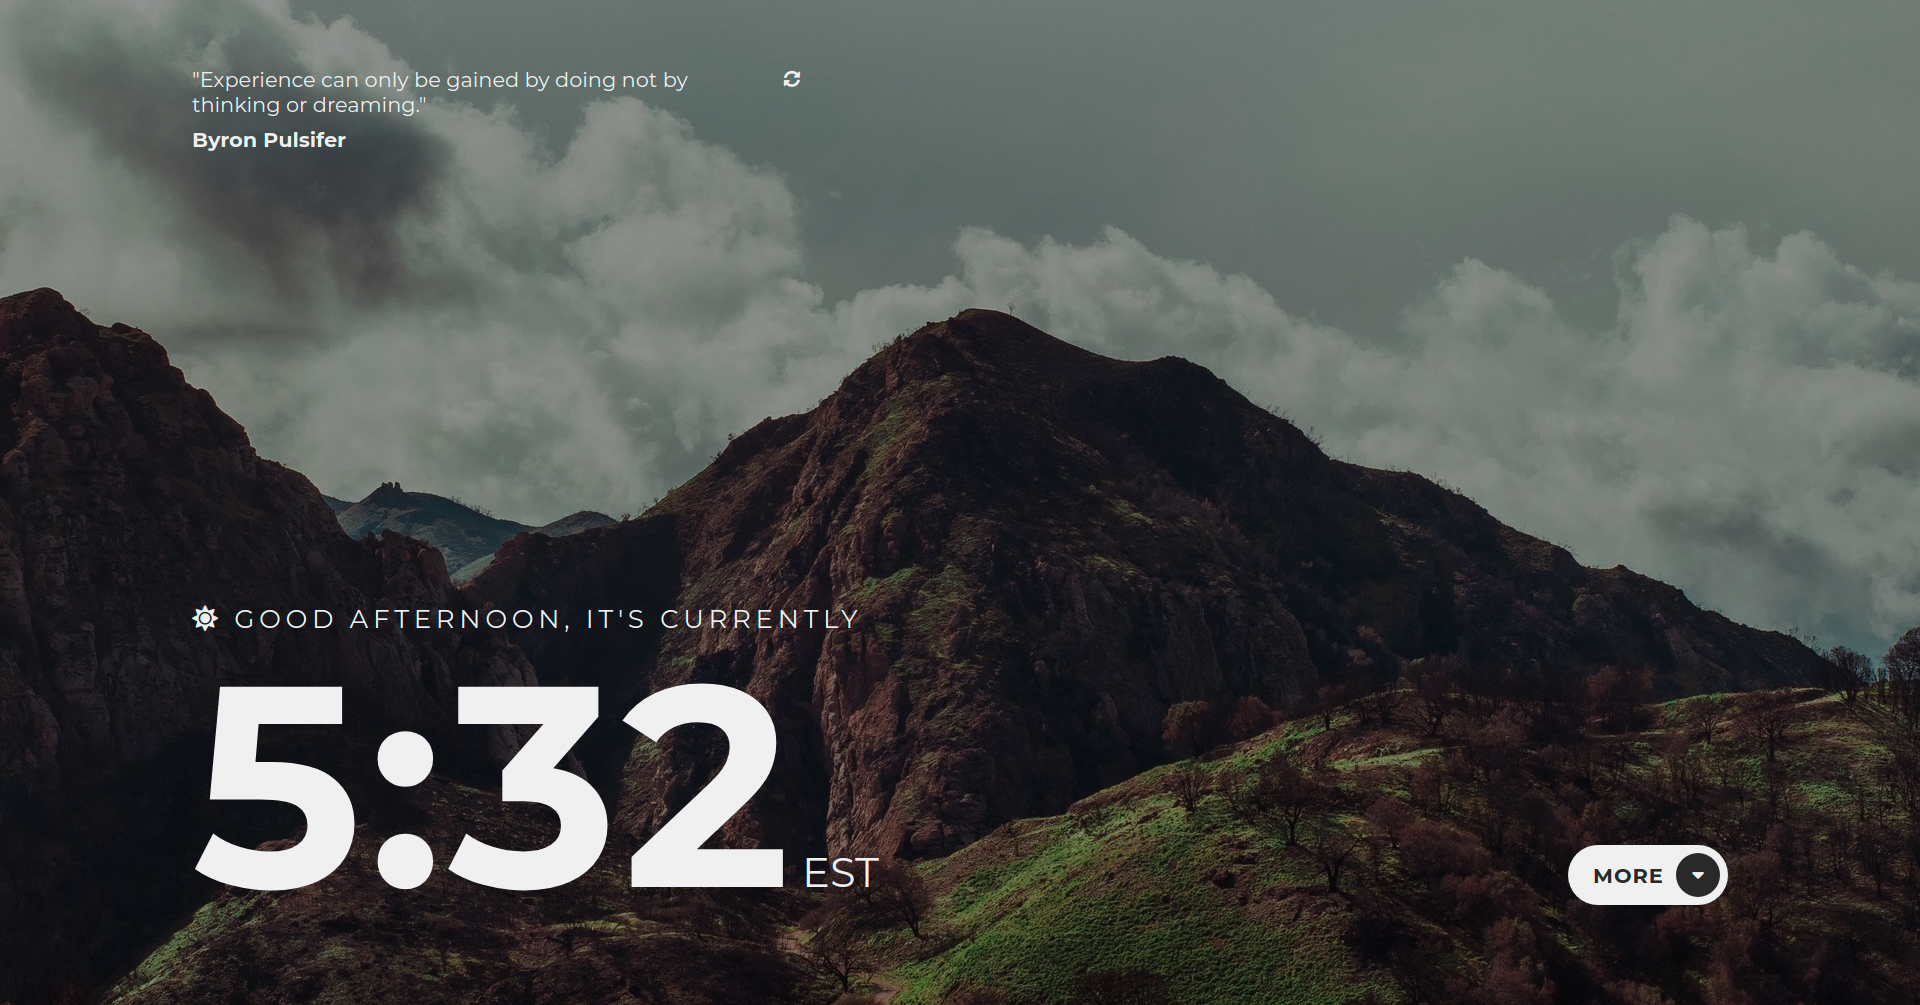 "Experience can only be gained by doing not by
thinking or dreaming."
Byron Pulsifer
GOOD AFTERNOON, IT'S CURRENTLY
5:32 EST
MORE